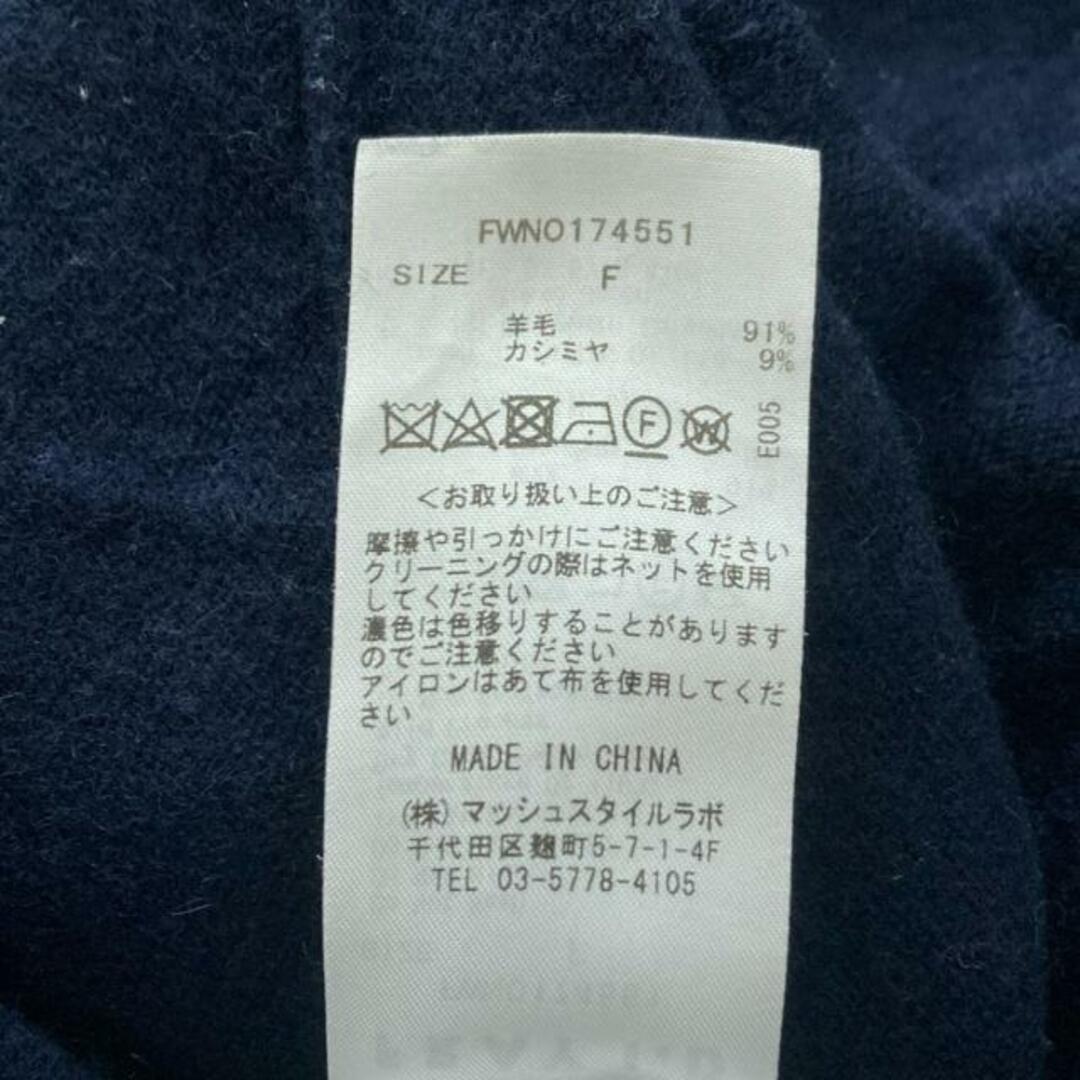 FWNO174551
SIZE F
羊毛 91%
カシミヤ 9%
F W E005
＜お取り扱い上のご注意＞
摩擦や引っかけにご注意ください
クリーニングの際はネットを使用
してください
濃色は色移りすることがあります
のでご注意ください
アイロンはあて布を使用してくだ
さい
MADE IN CHINA
(株)マッシュスタイルラボ
千代田区麹町5-7-1-4F
TEL 03-5778-4105